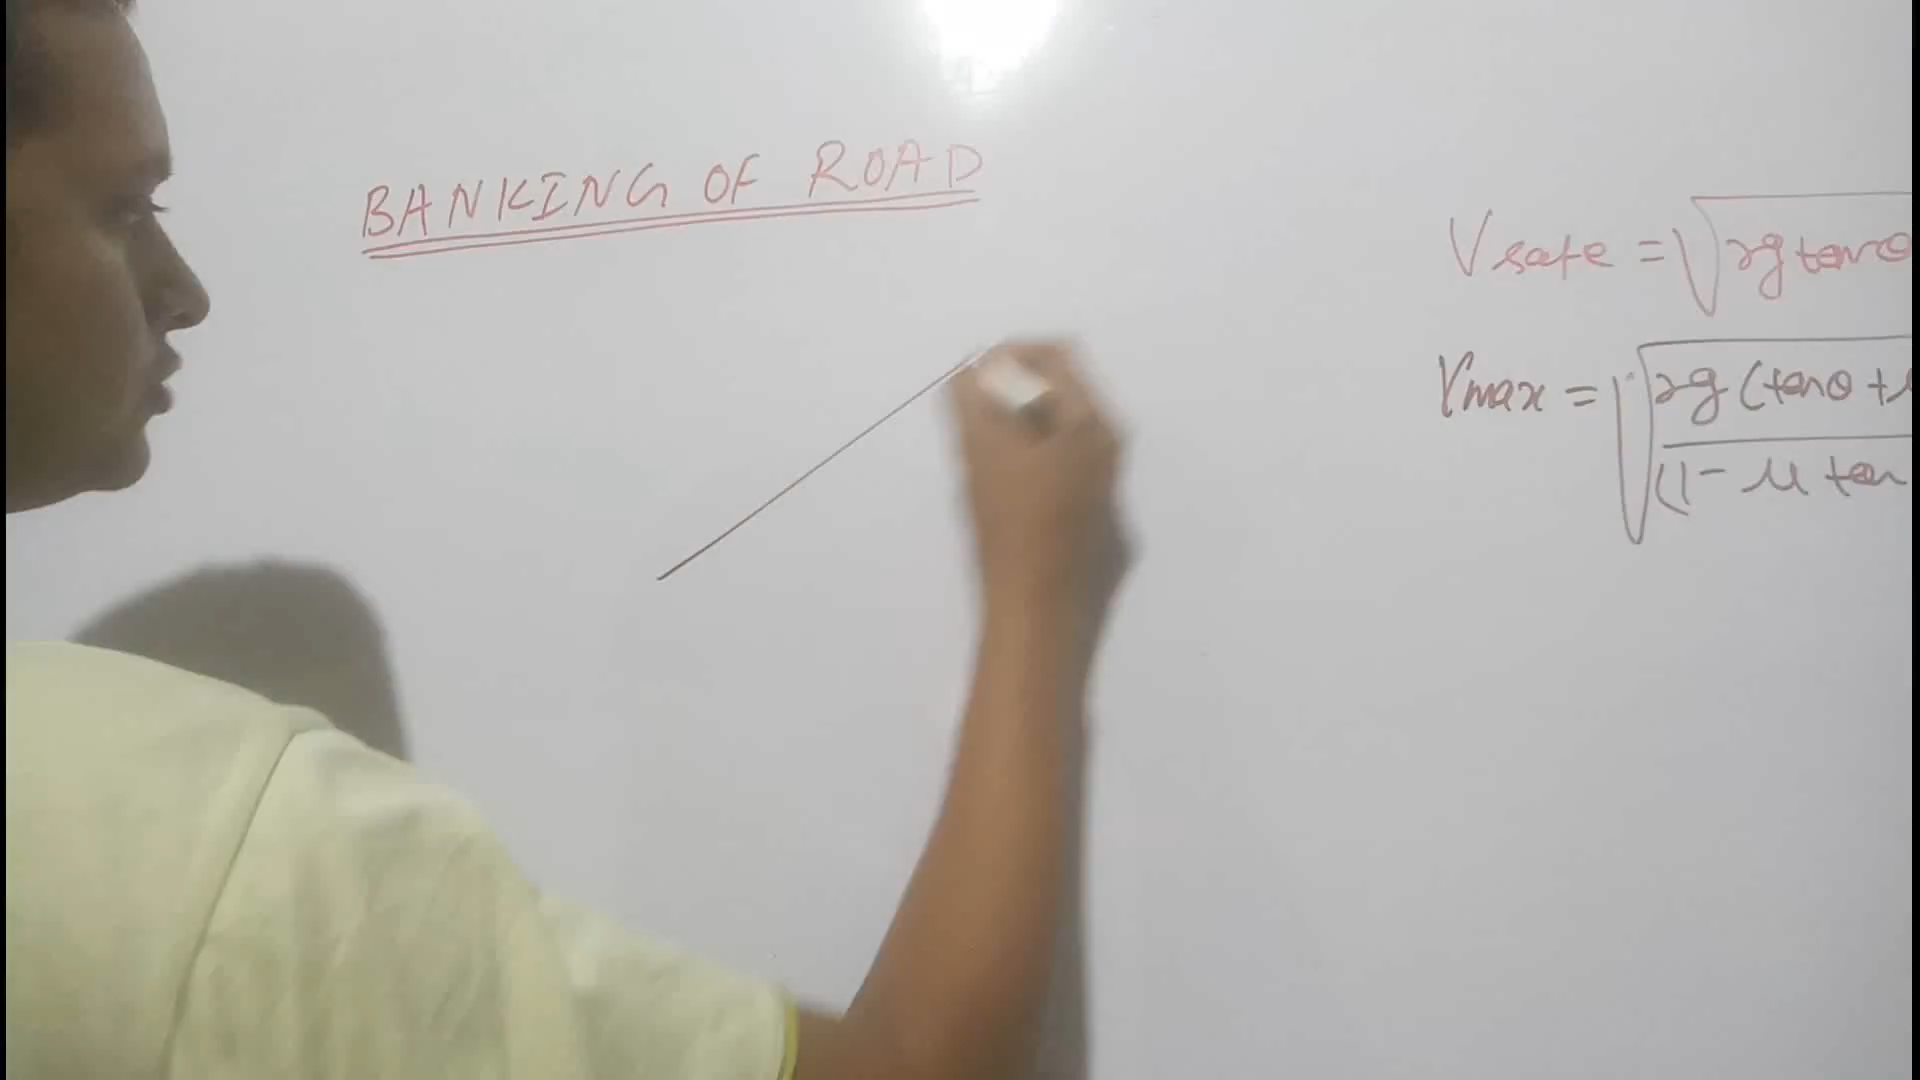 BANKING OF ROAD
Vsafe = √rg tanθ
Vmax = √rg (tanθ +
(1 - μ tan